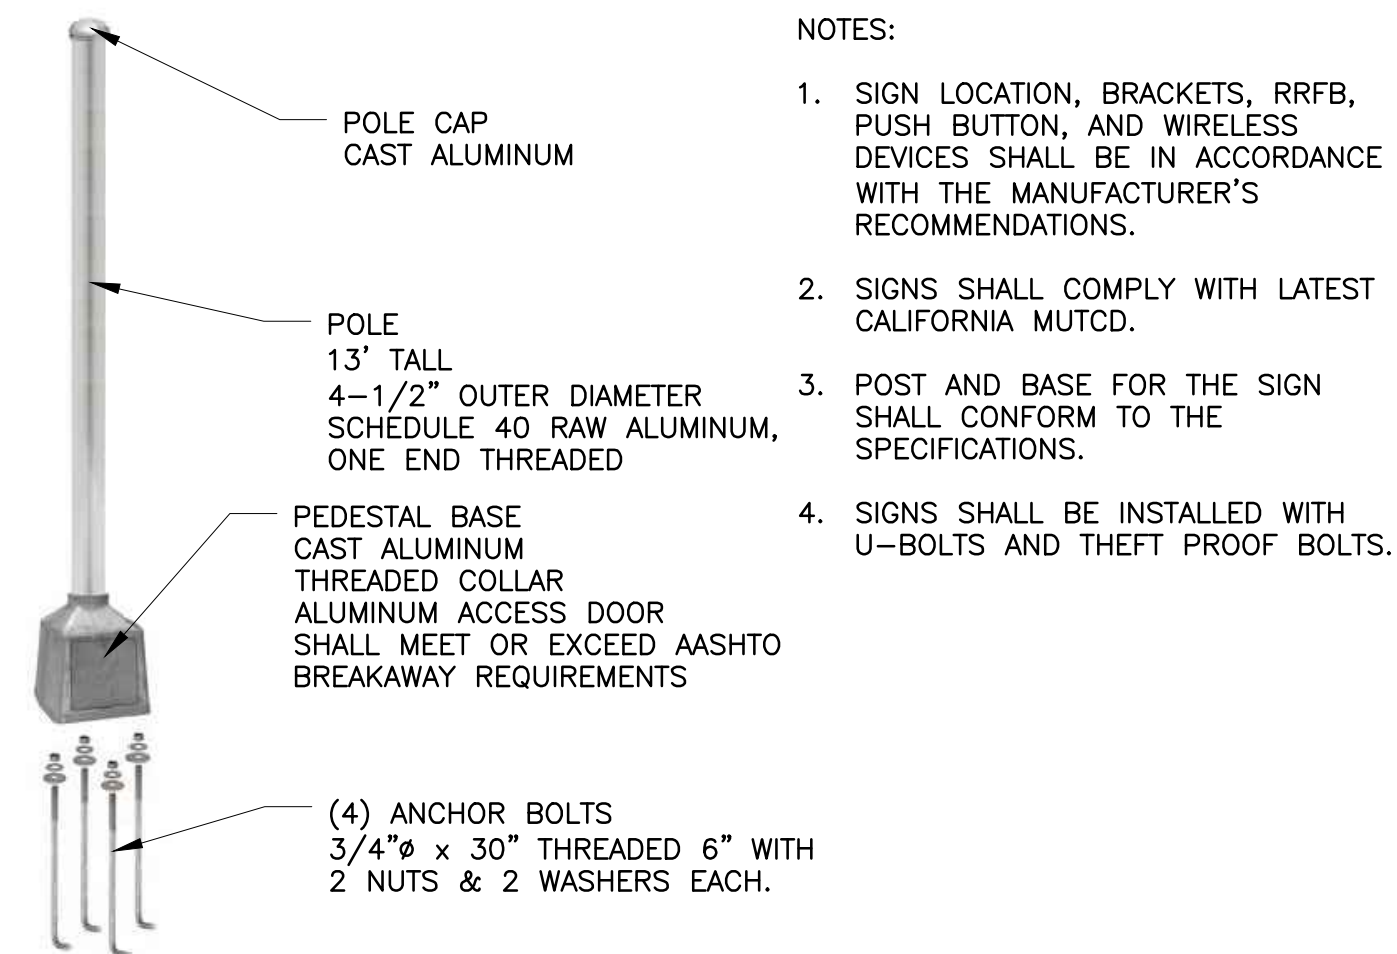 POLE CAP
CAST ALUMINUM
POLE
13' TALL
4-1/2" OUTER DIAMETER
SCHEDULE 40 RAW ALUMINUM,
ONE END THREADED
PEDESTAL BASE
CAST ALUMINUM
THREADED COLLAR
ALUMINUM ACCESS DOOR
SHALL MEET OR EXCEED AASHTO
BREAKAWAY REQUIREMENTS
(4) ANCHOR BOLTS
3/4"ø x 30" THREADED 6" WITH
2 NUTS & 2 WASHERS EACH.
NOTES:
1. SIGN LOCATION, BRACKETS, RRFB,
PUSH BUTTON, AND WIRELESS
DEVICES SHALL BE IN ACCORDANCE
WITH THE MANUFACTURER'S
RECOMMENDATIONS.
2. SIGNS SHALL COMPLY WITH LATEST
CALIFORNIA MUTCD.
3. POST AND BASE FOR THE SIGN
SHALL CONFORM TO THE
SPECIFICATIONS.
4. SIGNS SHALL BE INSTALLED WITH
U-BOLTS AND THEFT PROOF BOLTS.